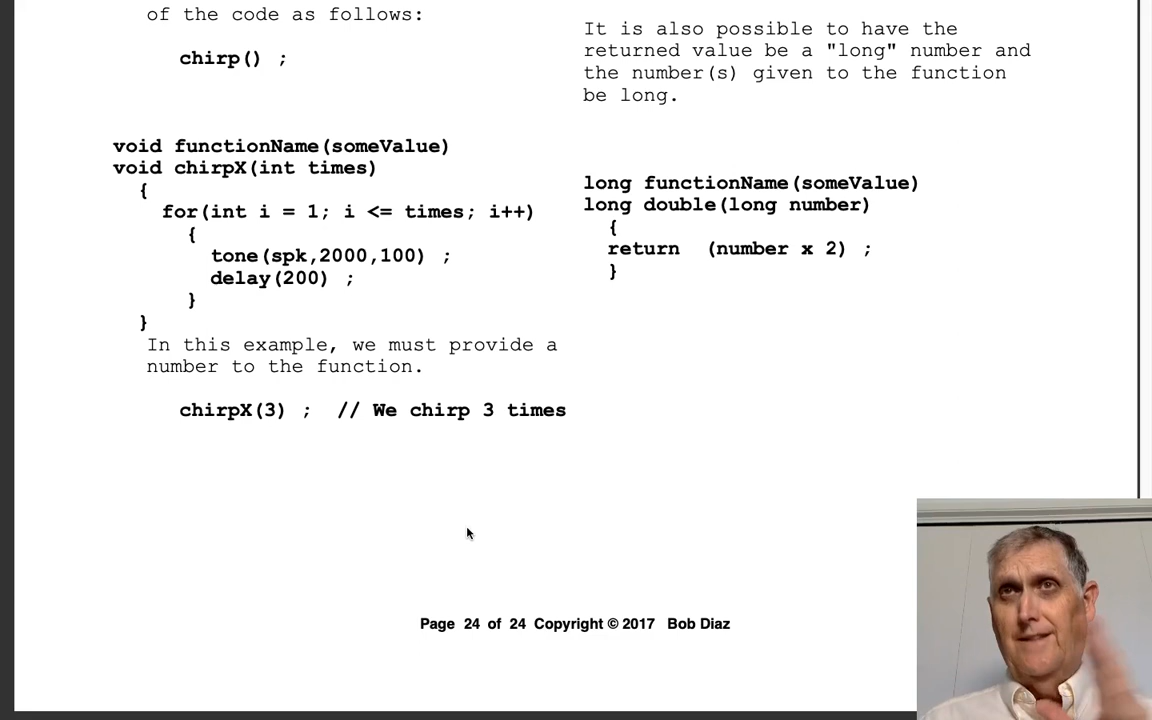 of the code as follows:
chirp() ;
void functionName(someValue)
void chirpX(int times)
{
for(int i = 1; i <= times; i++)
{
tone(spk,2000,100) ;
delay(200) ;
}
}
In this example, we must provide a
number to the function.
chirpX(3) ;  // We chirp 3 times
It is also possible to have the
returned value be a "long" number and
the number(s) given to the function
be long.
long functionName(someValue)
long double(long number)
{
return  (number x 2) ;
}
Page 24 of 24 Copyright © 2017 Bob Diaz